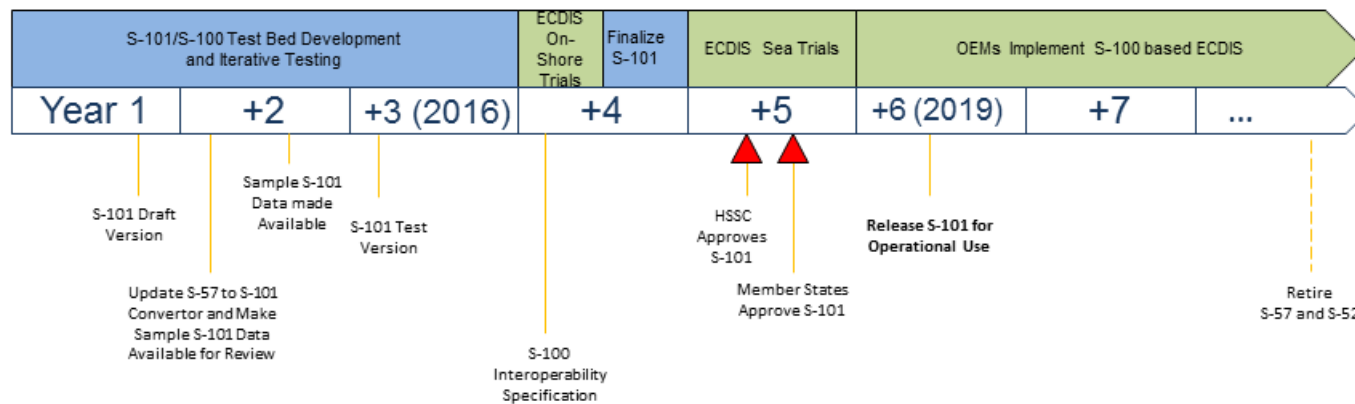 S-101/S-100 Test Bed Development
and Iterative Testing
ECDIS
On-
Shore
Trials
Finalize
S-101
ECDIS Sea Trials
OEMs Implement S-100 based ECDIS
Year 1
+2
+3 (2016)
+4
+5
+6 (2019)
+7
...
S-101 Draft
Version
Update S-57 to S-101
Convertor and Make
Sample S-101 Data
Available for Review
Sample S-101
Data made
Available
S-101 Test
Version
S-100
Interoperability
Specification
HSSC
Approves
S-101
Member States
Approve S-101
Release S-101 for
Operational Use
Retire
S-57 and S-52